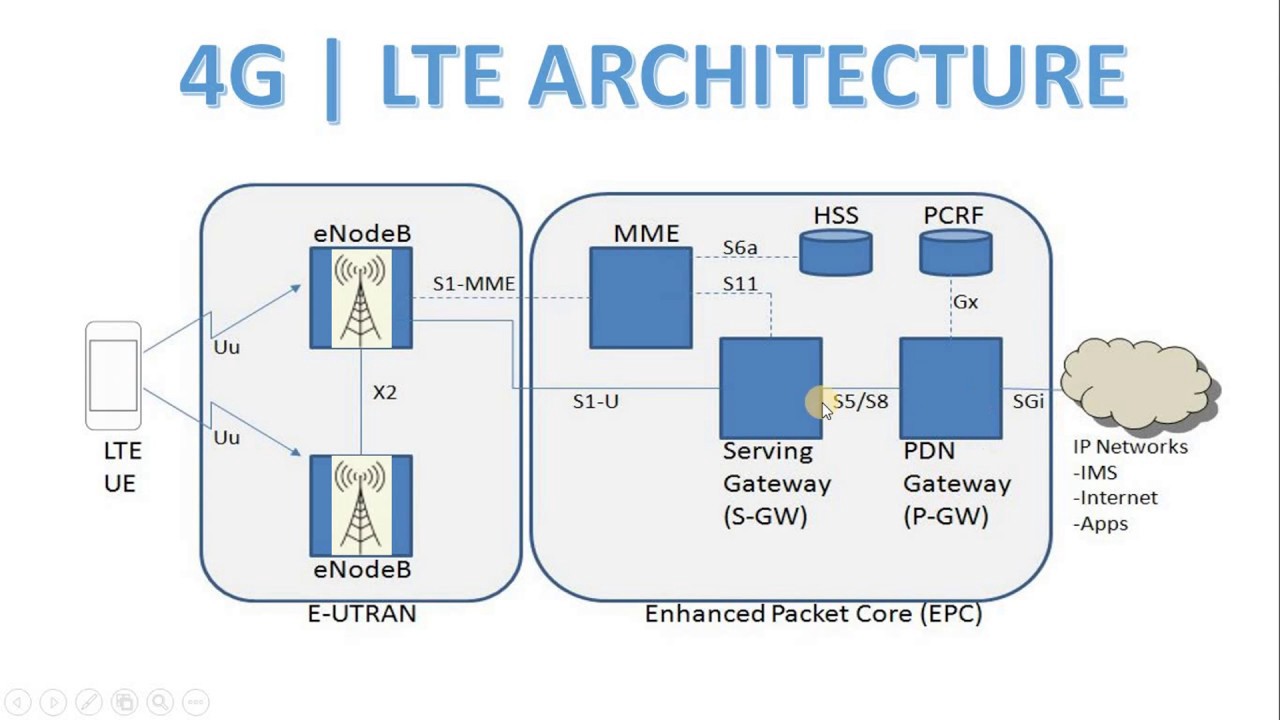 4G | LTE ARCHITECTURE
eNodeB
MME
HSS
PCRF
S6a
S1-MME
S11
Gx
Uu
X2
S1-U
S5/S8
SGi
Uu
LTE
UE
Serving
Gateway
(S-GW)
PDN
Gateway
(P-GW)
IP Networks
-IMS
-Internet
-Apps
eNodeB
E-UTRAN
Enhanced Packet Core (EPC)